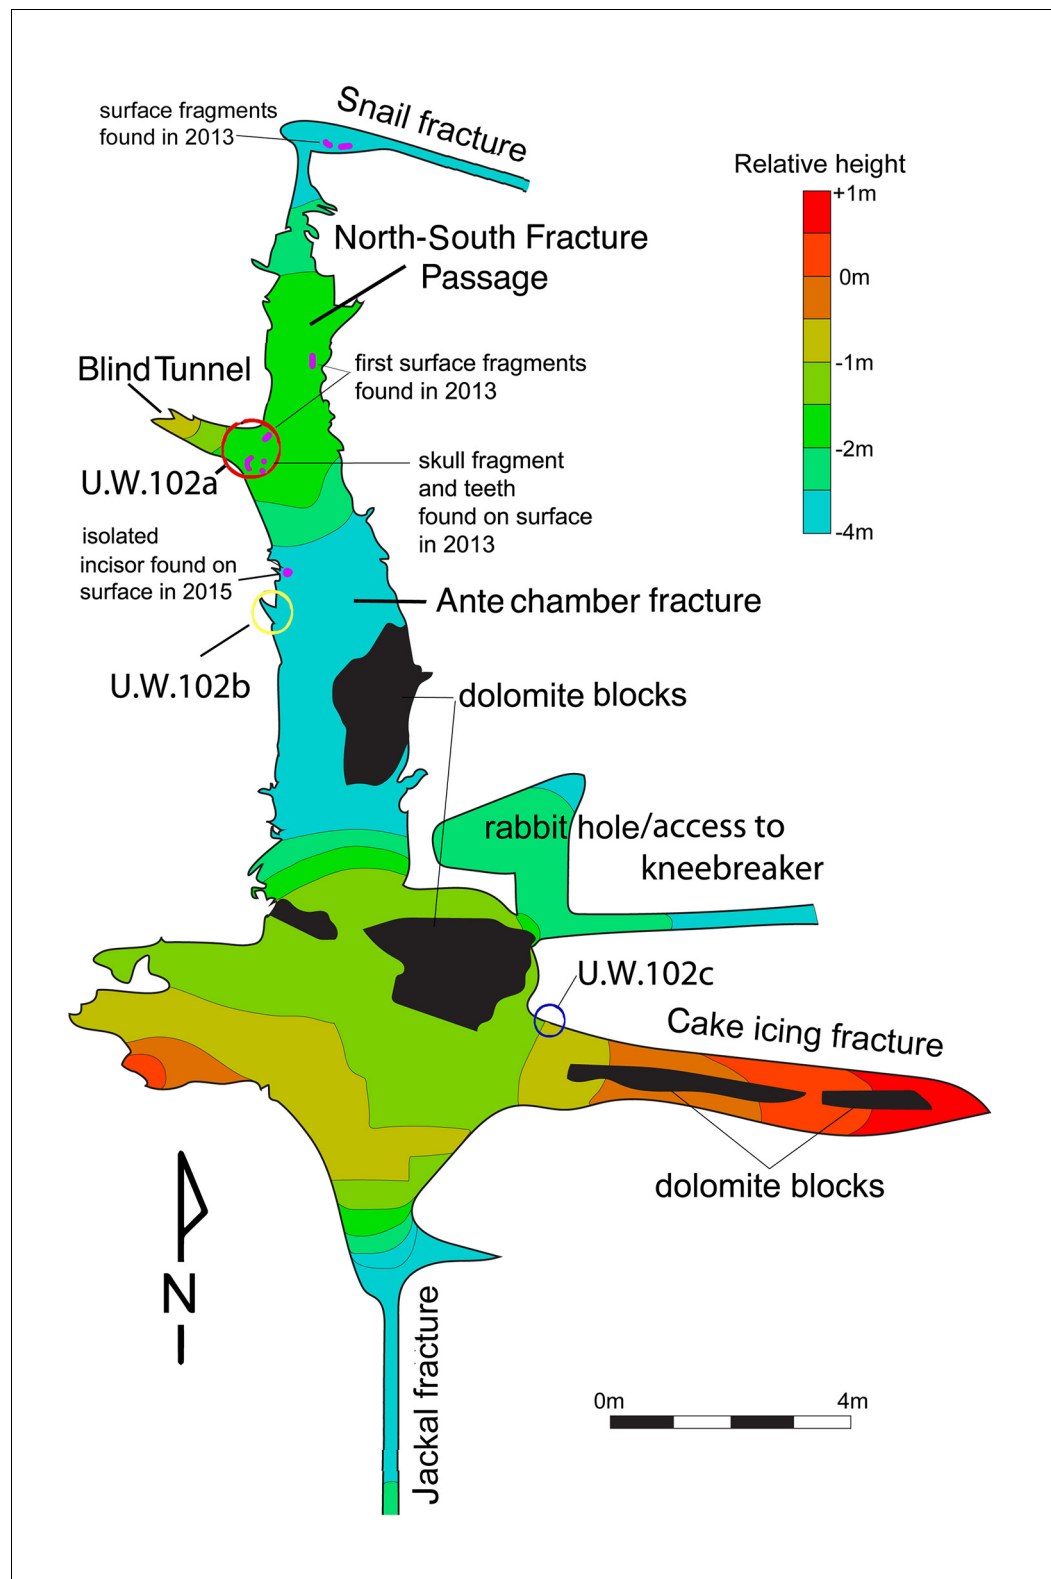 surface fragments
found in 2013
Snail fracture
Relative height
+1m
0m
-1m
-2m
-4m
North-South Fracture
Passage
first surface fragments
found in 2013
Blind Tunnel
U.W.102a
skull fragment
and teeth
found on surface
in 2013
isolated
incisor found on
surface in 2015
Ante chamber fracture
U.W.102b
dolomite blocks
rabbit hole/access to
kneebreaker
U.W.102c
Cake icing fracture
dolomite blocks
N
Jackal fracture
0m
4m